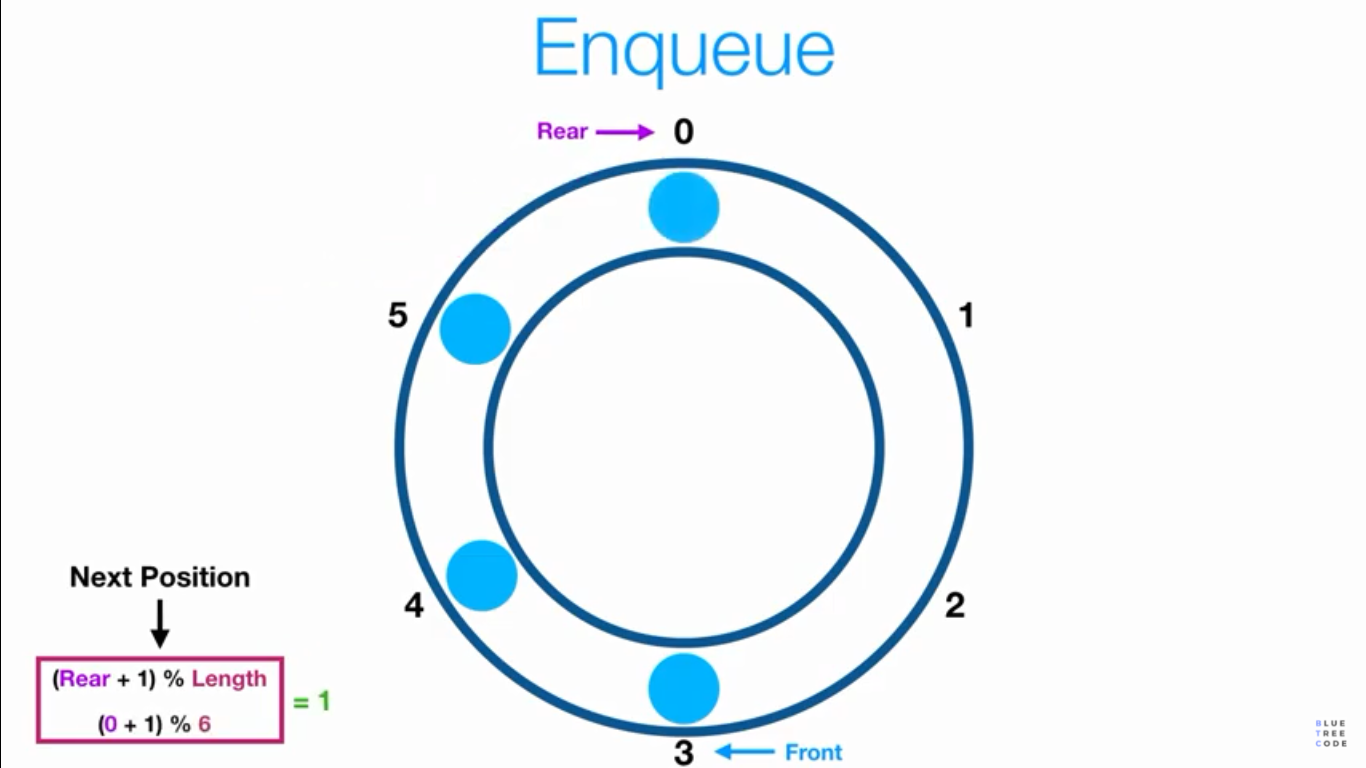 Enqueue
Rear
0
5
1
4
2
Next Position
(Rear + 1) % Length
(0 + 1) % 6
= 1
3
Front
BLUE
TREE
CODE